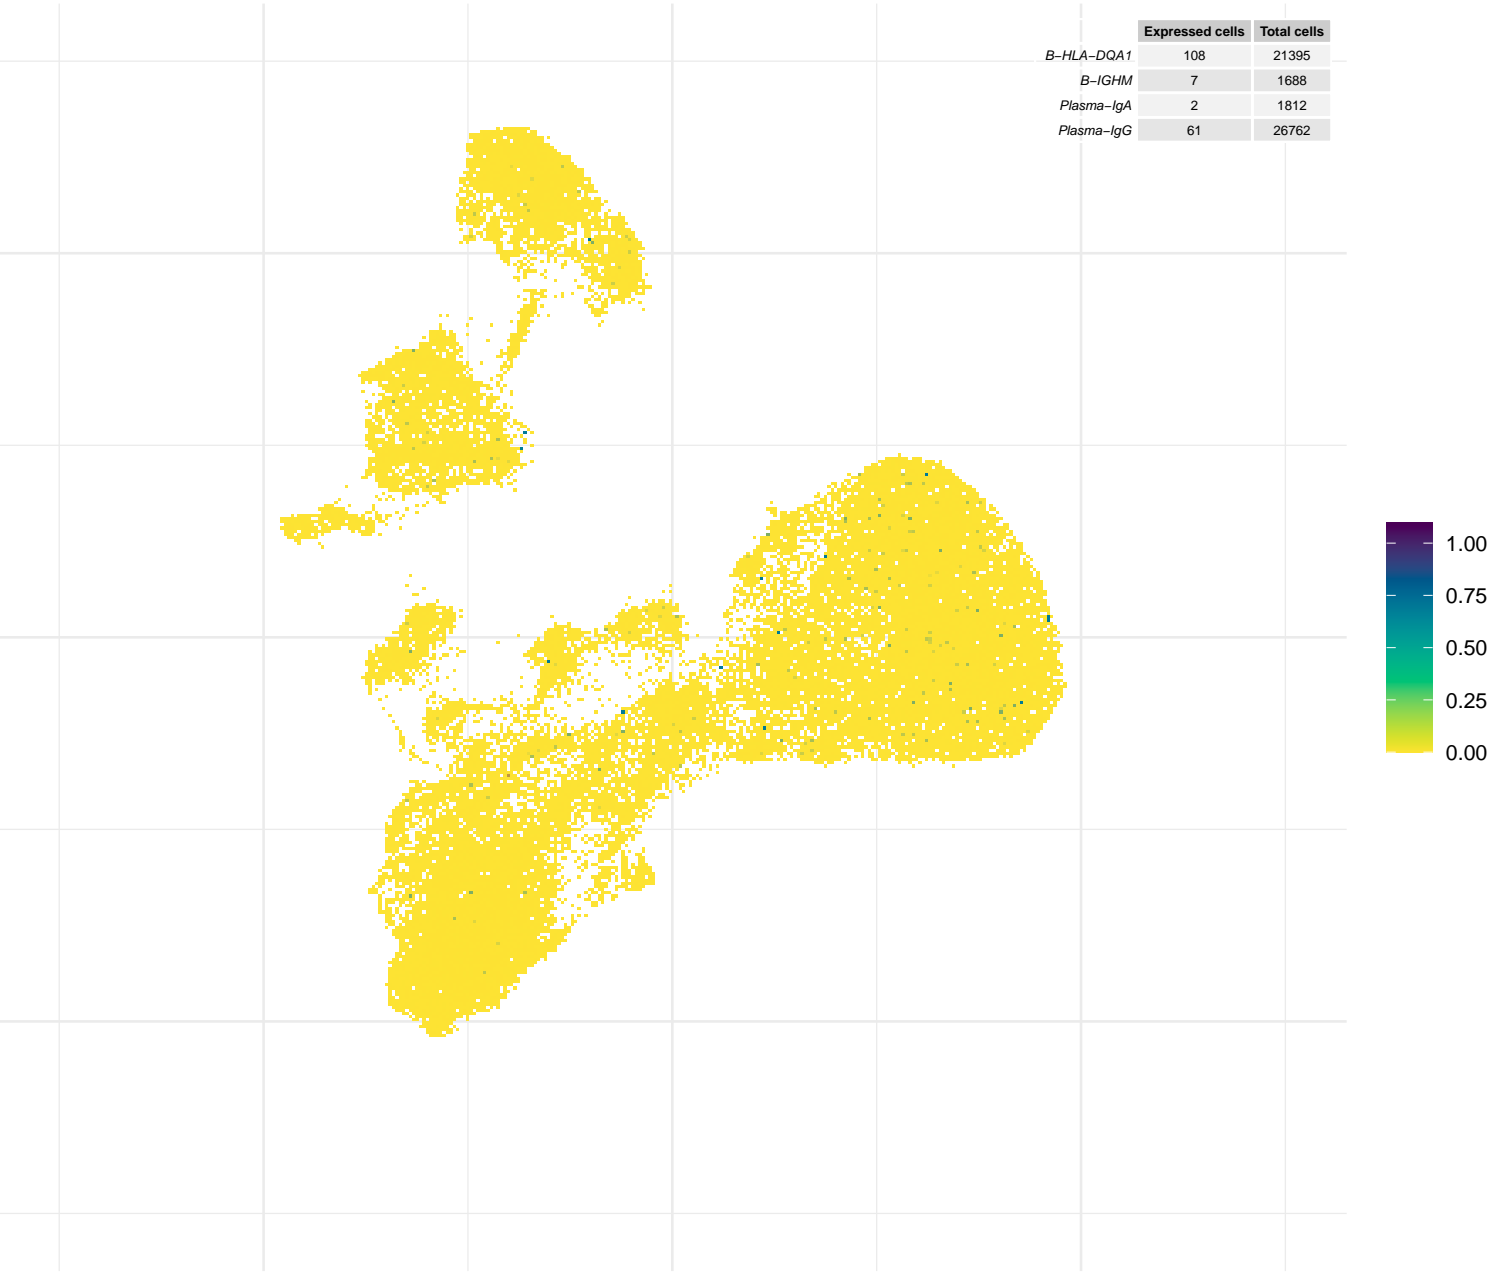 Expressed cells Total cells
B−HLA−DQA1 108 21395
B−IGHM 7 1688
Plasma−IgA 2 1812
Plasma−IgG 61 26762
1.00
0.75
0.50
0.25
0.00